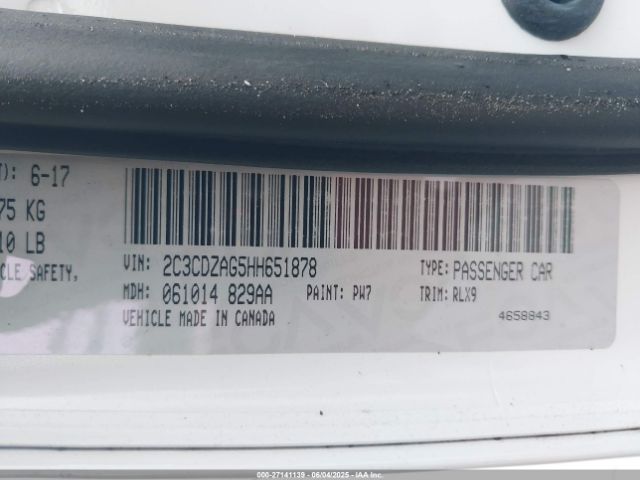 T): 6-17
75 KG
10 LB
CLE SAFETY,
VIN: 2C3CDZAG5HH651878 TYPE: PASSENGER CAR
MDH: 061014 829AA PAINT: PW7 TRIM: RLX9
VEHICLE MADE IN CANADA
4658843
000-27141139 - 06/04/2025 - IAA Inc.